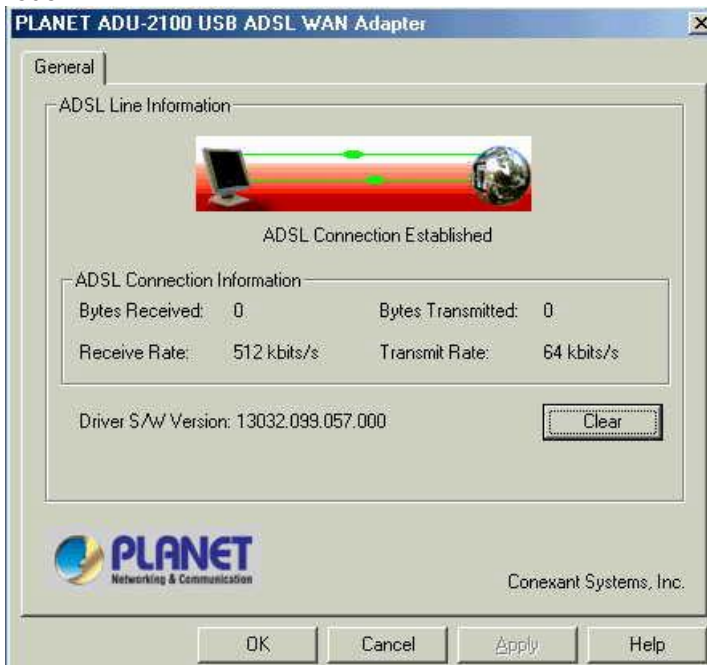 PLANET ADU-2100 USB ADSL WAN Adapter
General
ADSL Line Information
ADSL Connection Established
ADSL Connection Information
Bytes Received: 0 Bytes Transmitted: 0
Receive Rate: 512 kbits/s Transmit Rate: 64 kbits/s
Driver S/W Version: 13032.099.057.000 Clear
PLANET
Networking & Communication
Conexant Systems, Inc.
OK Cancel Apply Help